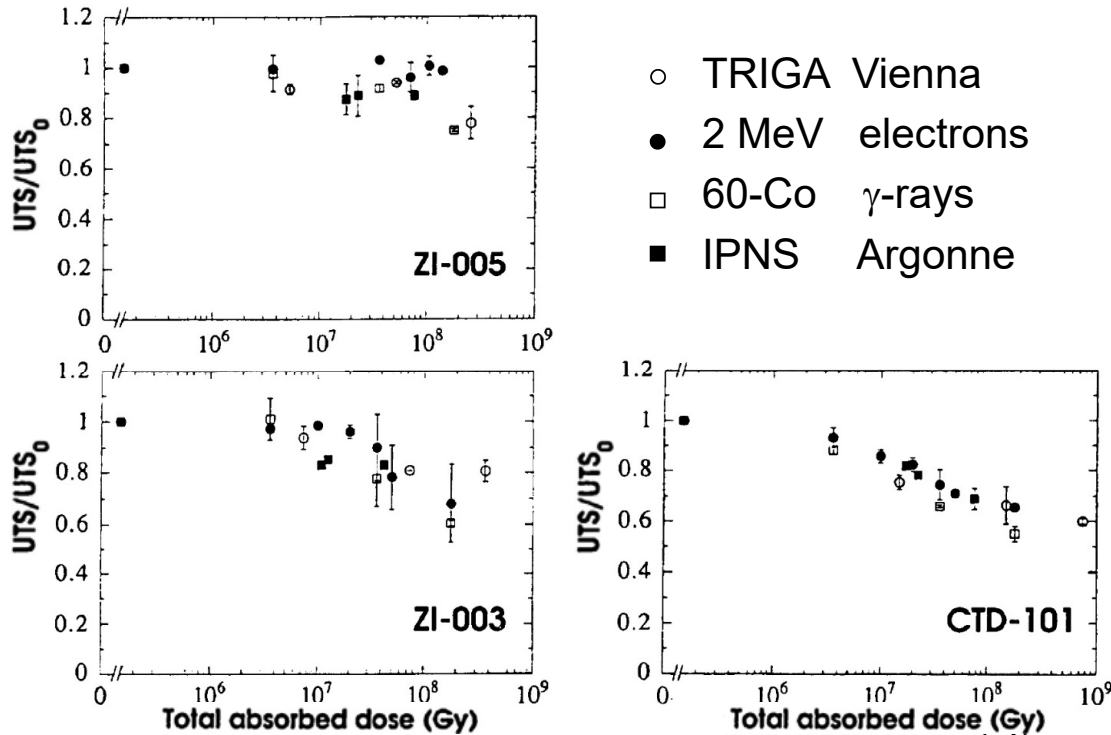 1.2
1
0.8
0.6
0.4
0.2
0
UTS/UTS₀
ZI-005
0 10⁶ 10⁷ 10⁸ 10⁹
TRIGA Vienna
2 MeV electrons
60-Co γ-rays
IPNS Argonne
1.2
1
0.8
0.6
0.4
0.2
0
UTS/UTS₀
ZI-003
0 10⁶ 10⁷ 10⁸ 10⁹
Total absorbed dose (Gy)
1.2
1
0.8
0.6
0.4
0.2
0
UTS/UTS₀
CTD-101
0 10⁶ 10⁷ 10⁸ 10⁹
Total absorbed dose (Gy)